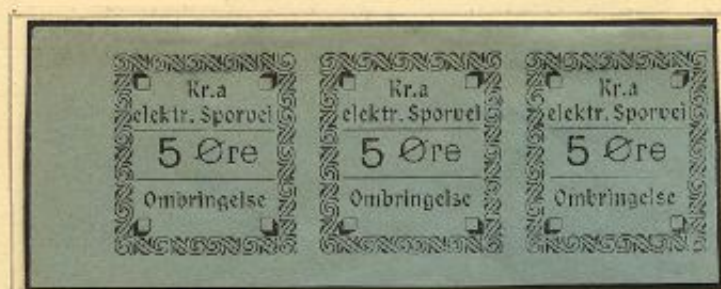 Kr.a
elektr. Sporvei
5 Øre
Ombringelse
Kr.a
elektr. Sporvei
5 Øre
Ombringelse
Kr.a
elektr. Sporvei
5 Øre
Ombringelse